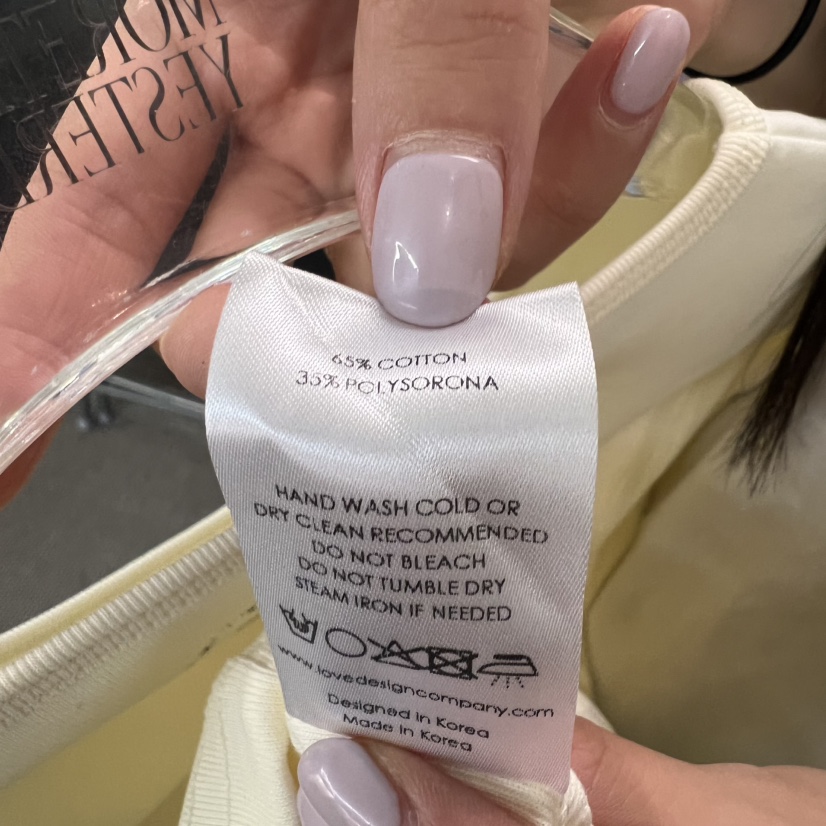 YESTER
65% COTTON
35% POLYSORONA
HAND WASH COLD OR
DRY CLEAN RECOMMENDED
DO NOT BLEACH
DO NOT TUMBLE DRY
STEAM IRON IF NEEDED
www.lovedesigncompany.com
Designed in Korea
Made in Korea